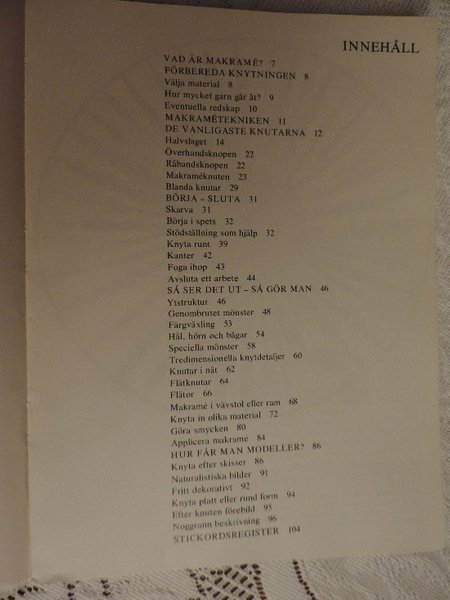 INNEHÅLL
VAD ÄR MAKRAMÉ? 7
FÖRBEREDA KNYTNINGEN 8
Välja material 8
Hur mycket garn går åt? 9
Eventuella redskap 10
MAKRAMÉTEKNIKEN 11
DE VANLIGASTE KNUTARNA 12
Halvslaget 14
Överhandsknopen 22
Råbandsknopen 22
Makraméknuten 23
Blanda knutar 29
BÖRJA – SLUTA 31
Skarva 31
Börja i spets 32
Stödställning som hjälp 32
Knyta runt 39
Kanter 42
Foga ihop 43
Avsluta ett arbete 44
SÅ SER DET UT – SÅ GÖR MAN 46
Ytstruktur 46
Genombrutet mönster 48
Färgväxling 53
Hål, hörn och bågar 54
Speciella mönster 58
Tredimensionella knytdetaljer 60
Knutar i nät 62
Flätknutar 64
Flätor 66
Makramé i vävstol eller ram 68
Knyta in olika material 72
Göra smycken 80
Applicera makramé 84
HUR FÅR MAN MODELLER? 86
Knyta efter skisser 86
Naturalistiska bilder 91
Fritt dekorativt 92
Knyta platt eller rund form 94
Efter knuten förebild 95
Noggrann beskrivning 96
STICKORDSREGISTER 104